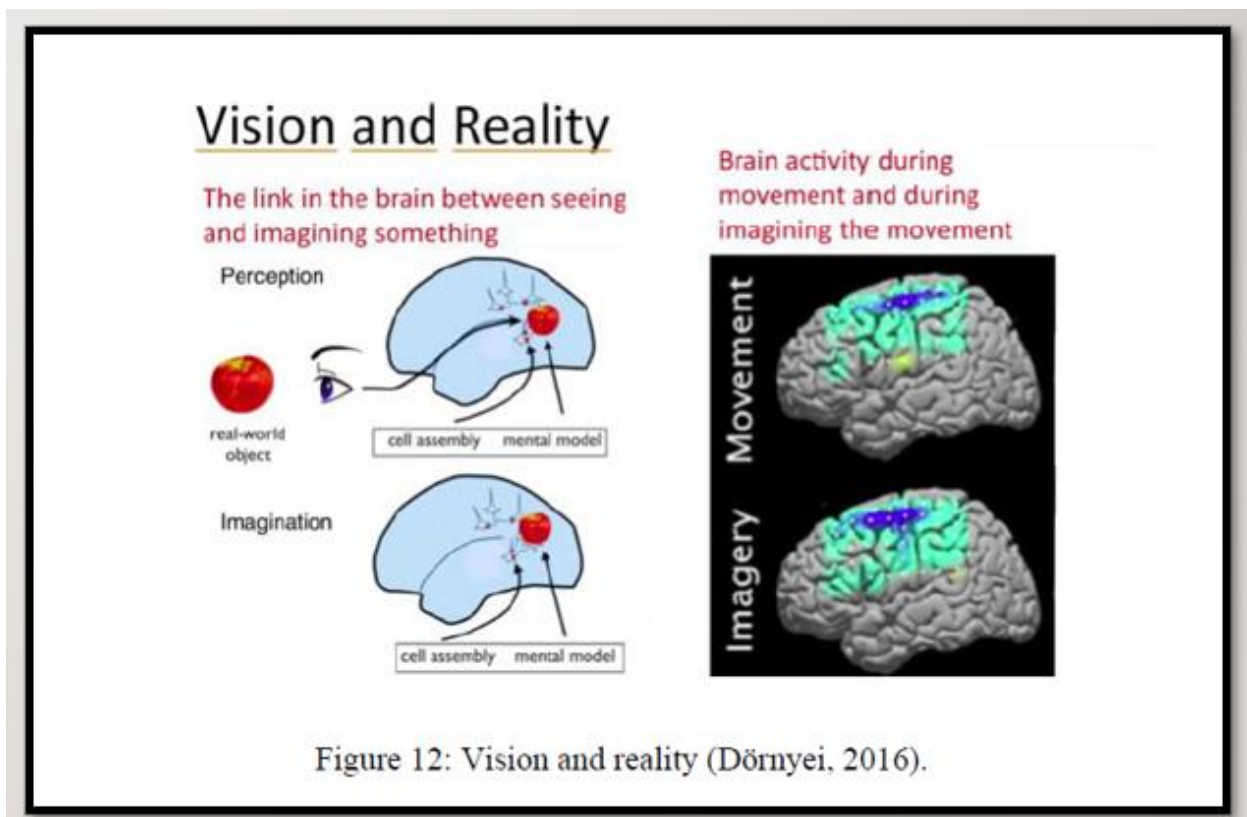 Vision and Reality
The link in the brain between seeing
and imagining something
Perception
real-world
object
cell assembly mental model
Imagination
cell assembly mental model
Brain activity during
movement and during
imagining the movement
Movement
Imagery
Figure 12: Vision and reality (Dörnyei, 2016).